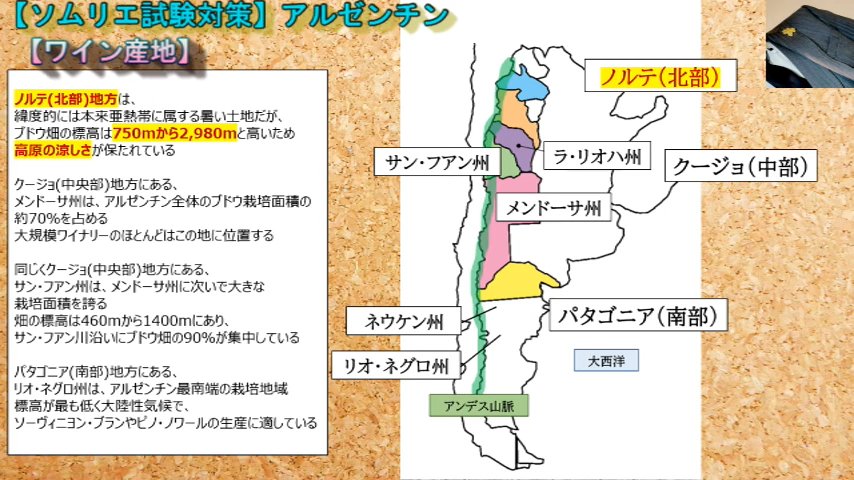 【ソムリエ試験対策】アルゼンチン
【ワイン産地】
ノルテ(北部)地方は、
緯度的には本来亜熱帯に属する暑い土地だが、
ブドウ畑の標高は750mから2,980mと高いため
高原の涼しさが保たれている
クージョ(中央部)地方にある、
メンドーサ州は、アルゼンチン全体のブドウ栽培面積の
約70%を占める
大規模ワイナリーのほとんどはこの地に位置する
同じくクージョ(中央部)地方にある、
サン・フアン州は、メンドーサ州に次いで大きな
栽培面積を誇る
畑の標高は460mから1400mにあり、
サン・フアン川沿いにブドウ畑の90%が集中している
パタゴニア(南部)地方にある、
リオ・ネグロ州は、アルゼンチン最南端の栽培地域
標高が最も低く大陸性気候で、
ソーヴィニヨン・ブランやピノ・ノワールの生産に適している
ノルテ(北部)
サン・フアン州
ラ・リオハ州
クージョ(中部)
メンドーサ州
ネウケン州
パタゴニア(南部)
リオ・ネグロ州
大西洋
アンデス山脈